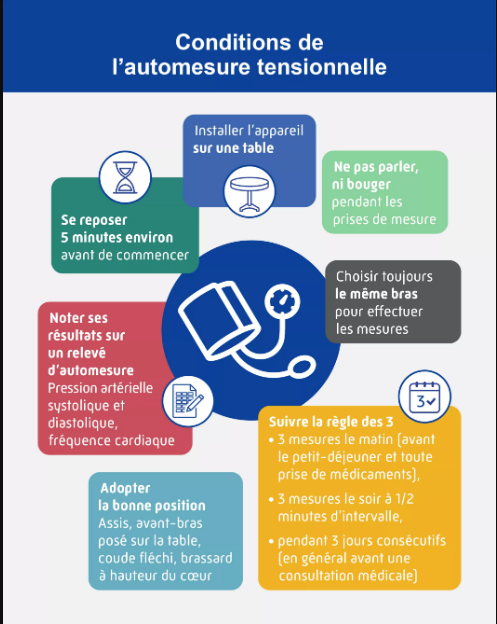 Conditions de
l'automesure tensionnelle
Installer l'appareil
sur une table
Ne pas parler,
ni bouger
pendant les
prises de mesure
Se reposer
5 minutes environ
avant de commencer
Choisir toujours
le même bras
pour effectuer
les mesures
Noter ses
résultats sur
un relevé
d'automesure
Pression artérielle
systolique et
diastolique,
fréquence cardiaque
3
Suivre la règle des 3
• 3 mesures le matin (avant
le petit-déjeuner et toute
prise de médicaments),
• 3 mesures le soir à 1/2
minutes d'intervalle,
• pendant 3 jours consécutifs
(en général avant une
consultation médicale)
Adopter
la bonne position
Assis, avant-bras
posé sur la table,
coude fléchi, brassard
à hauteur du cœur